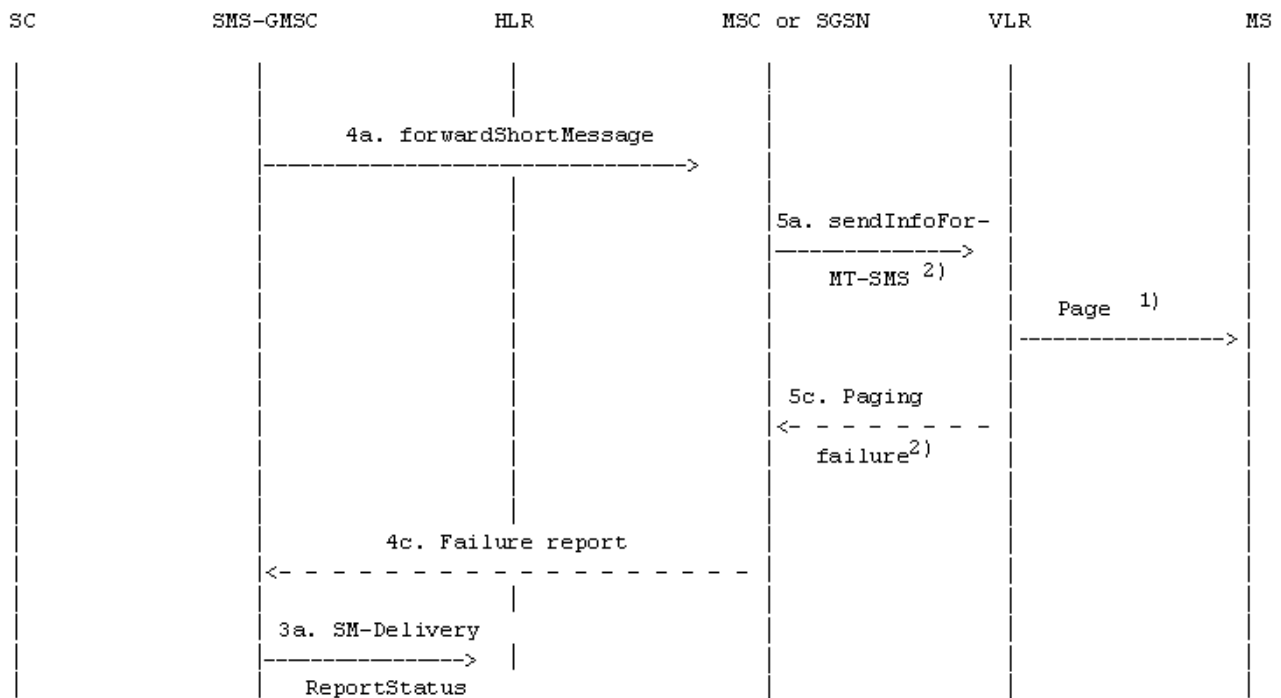 SC SMS-GMSC HLR MSC or SGSN VLR MS
4a. forwardShortMessage
5a. sendInfoFor-
MT-SMS 2)
Page 1)
5c. Paging
failure2)
4c. Failure report
3a. SM-Delivery
ReportStatus